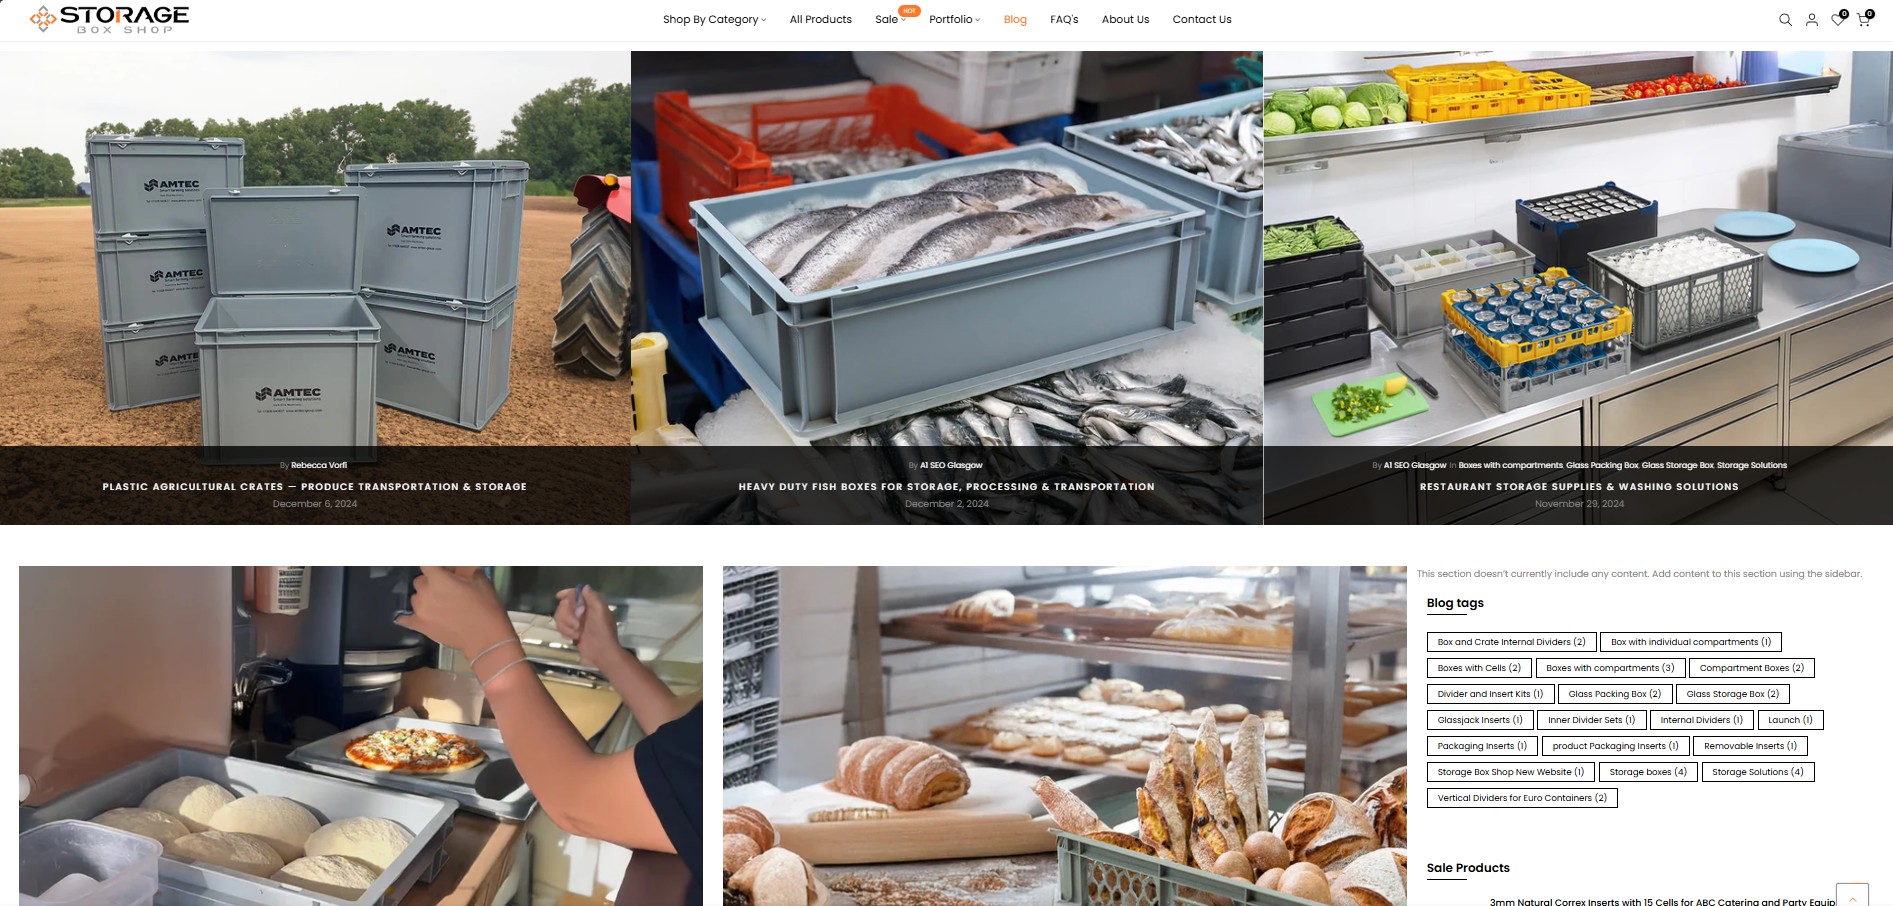 STORAGE
BOX SHOP
Shop By Category
All Products
Sale
HOT
Portfolio
Blog
FAQ's
About Us
Contact Us
0
0
AMTEC
AMTEC
AMTEC
AMTEC
AMTEC
AMTEC
Smart farming solutions
By Rebecca Vorfi
PLASTIC AGRICULTURAL CRATES — PRODUCE TRANSPORTATION & STORAGE
December 6, 2024
By A1 SEO Glasgow
HEAVY DUTY FISH BOXES FOR STORAGE, PROCESSING & TRANSPORTATION
December 2, 2024
By A1 SEO Glasgow In Boxes with compartments, Glass Packing Box, Glass Storage Box, Storage Solutions
RESTAURANT STORAGE SUPPLIES & WASHING SOLUTIONS
November 29, 2024
This section doesn't currently include any content. Add content to this section using the sidebar.
Blog tags
Box and Crate Internal Dividers (2)
Box with individual compartments (1)
Boxes with Cells (2)
Boxes with compartments (3)
Compartment Boxes (2)
Divider and Insert Kits (1)
Glass Packing Box (2)
Glass Storage Box (2)
Glassjack Inserts (1)
Inner Divider Sets (1)
Internal Dividers (1)
Launch (1)
Packaging Inserts (1)
product Packaging Inserts (1)
Removable Inserts (1)
Storage Box Shop New Website (1)
Storage boxes (4)
Storage Solutions (4)
Vertical Dividers for Euro Containers (2)
Sale Products
3mm Natural Correx Inserts with 15 Cells for ABC Catering and Party Equip